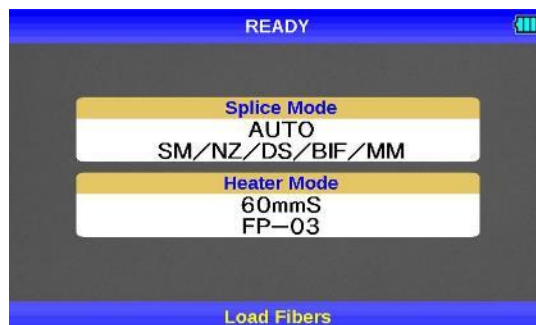 READY
Splice Mode
AUTO
SM/NZ/DS/BIF/MM
Heater Mode
60mmS
FP-03
Load Fibers